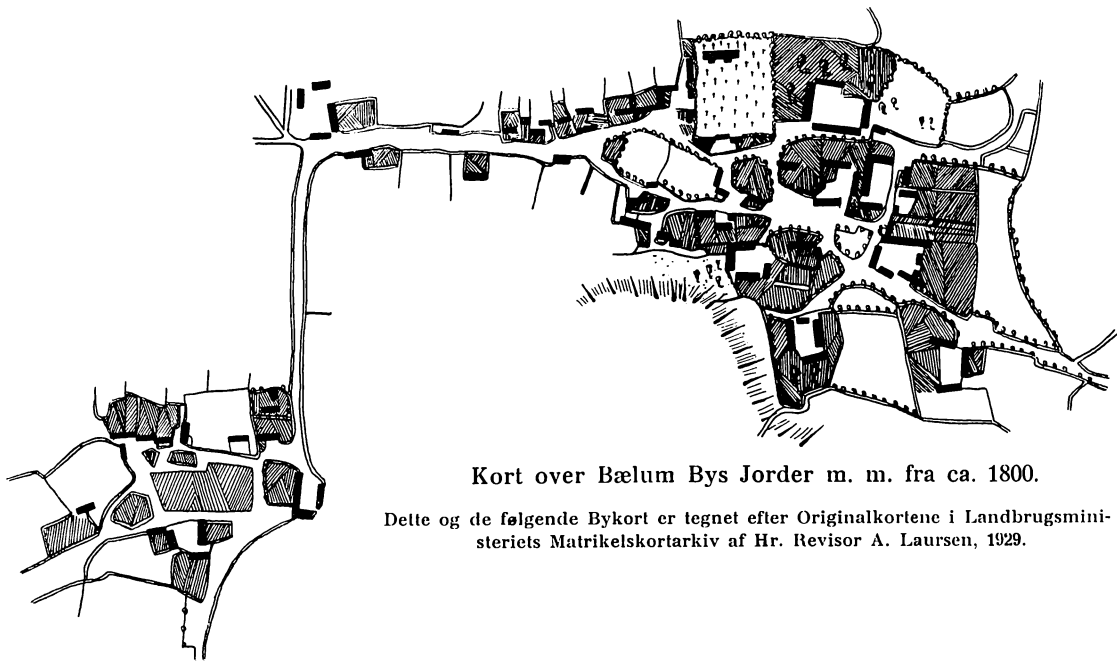 Kort over Bælum Bys Jorder m. m. fra ca. 1800.
Dette og de følgende Bykort er tegnet efter Originalkortene i Landbrugsmini-
steriets Matrikelskortarkiv af Hr. Revisor A. Laursen, 1929.